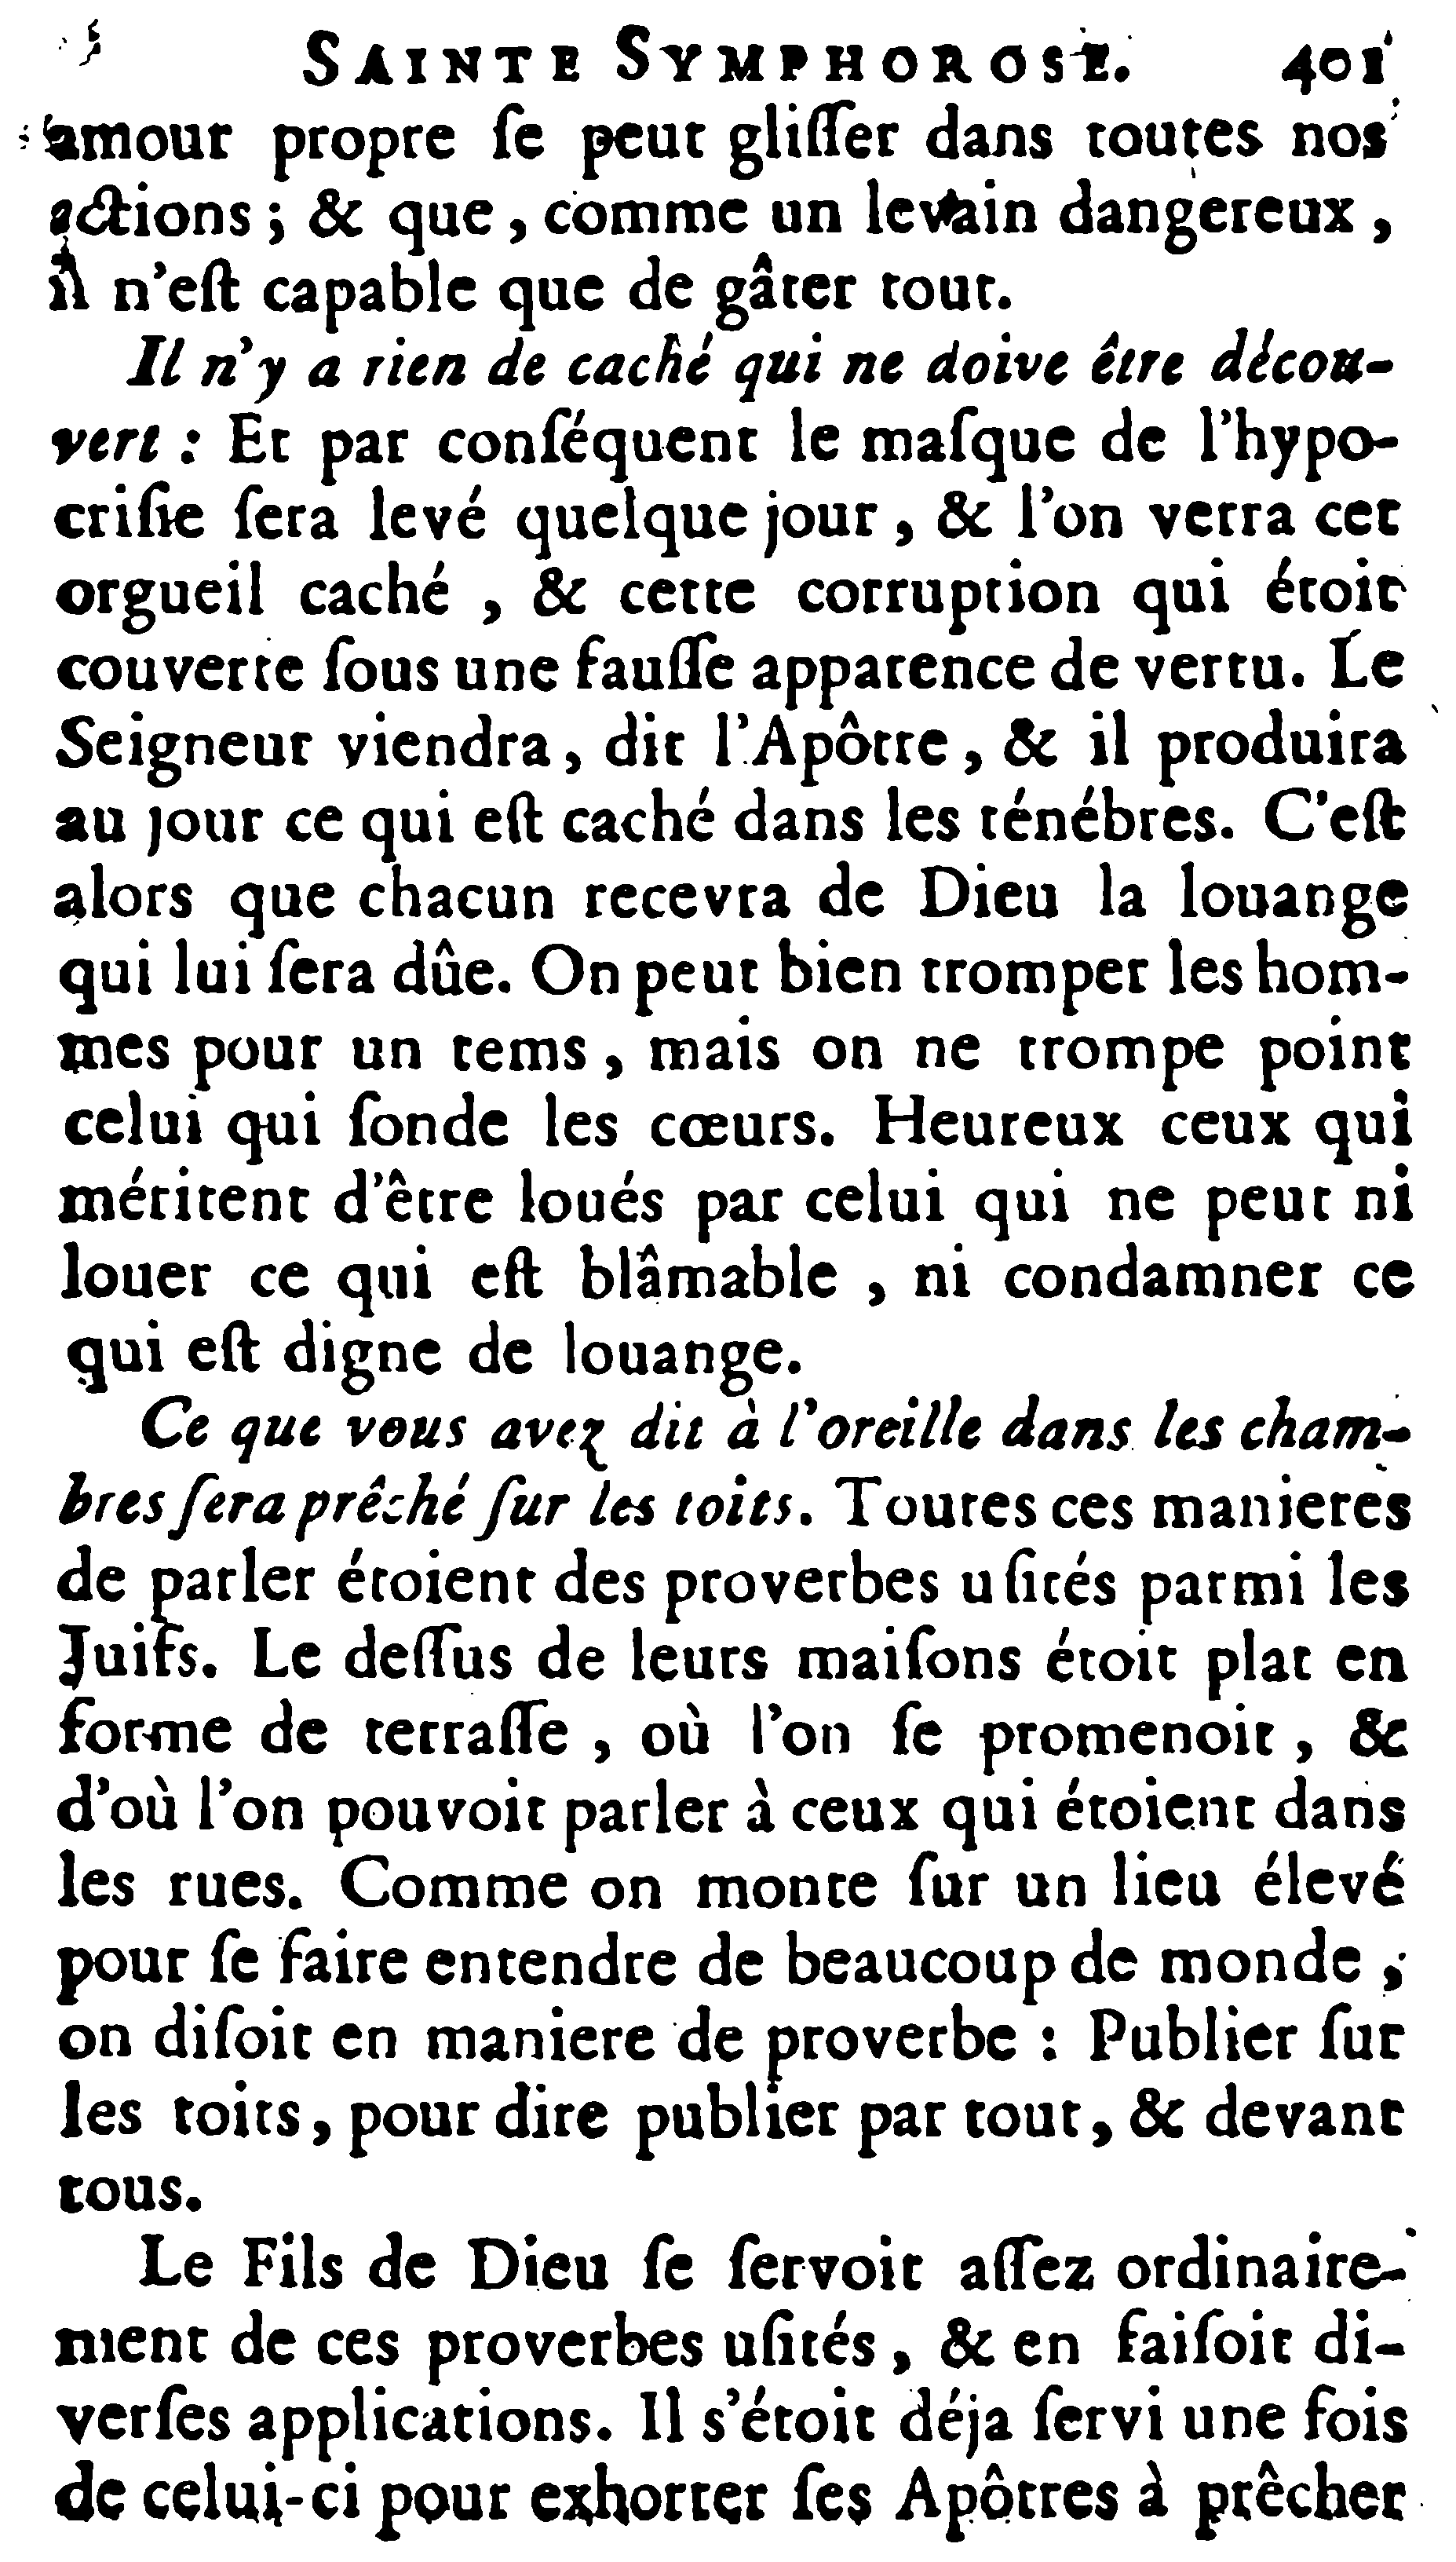 SAINTE SYMPHOROSE. 401
amour propre ſe peut gliſſer dans toutes nos
actions ; & que , comme un levain dangereux ,
il n'eſt capable que de gâter tout.
Il n'y a rien de caché qui ne doive être décou-
vert : Et par conſéquent le maſque de l'hypo-
criſie ſera levé quelque jour , & l'on verra cet
orgueil caché , & cette corruption qui étoit
couverte ſous une fauſſe apparence de vertu. Le
Seigneur viendra , dit l'Apôtre , & il produira
au jour ce qui eſt caché dans les ténébres. C'eſt
alors que chacun recevra de Dieu la louange
qui lui ſera dûe. On peut bien tromper les hom-
mes pour un tems , mais on ne trompe point
celui qui ſonde les cœurs. Heureux ceux qui
méritent d'être loués par celui qui ne peut ni
louer ce qui eſt blâmable , ni condamner ce
qui eſt digne de louange.
Ce que vous avez dit à l'oreille dans les cham-
bres ſera prêché ſur les toits. Toutes ces manieres
de parler étoient des proverbes uſités parmi les
Juifs. Le deſſus de leurs maiſons étoit plat en
forme de terraſſe , où l'on ſe promenoit , &
d'où l'on pouvoit parler à ceux qui étoient dans
les rues. Comme on monte ſur un lieu élevé
pour ſe faire entendre de beaucoup de monde ,
on diſoit en maniere de proverbe : Publier ſur
les toits , pour dire publier par tout , & devant
tous.
Le Fils de Dieu ſe ſervoit aſſez ordinaire-
ment de ces proverbes uſités , & en faiſoit di-
verſes applications. Il s'étoit déja ſervi une fois
de celui-ci pour exhorter ſes Apôtres à prêcher